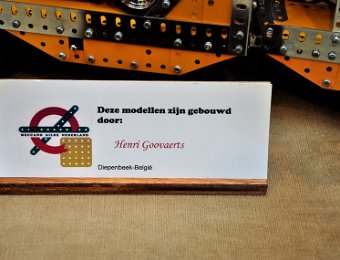 Deze modellen zijn gebouwd
door:
MECCANO GILDE NEDERLAND
Henri Goovaerts
Diepenbeek-België